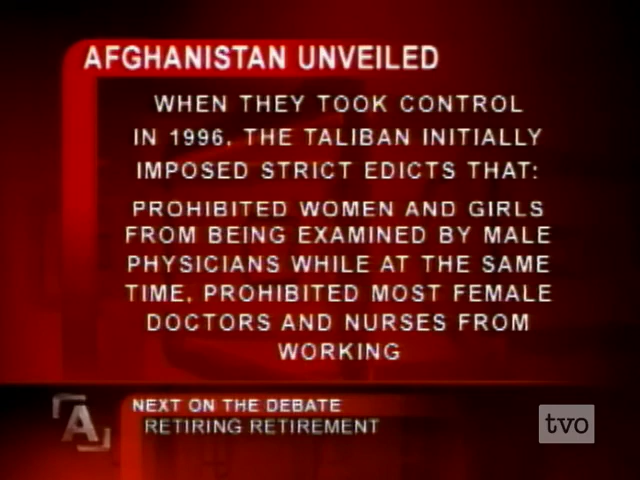 AFGHANISTAN UNVEILED
WHEN THEY TOOK CONTROL
IN 1996, THE TALIBAN INITIALLY
IMPOSED STRICT EDICTS THAT:
PROHIBITED WOMEN AND GIRLS
FROM BEING EXAMINED BY MALE
PHYSICIANS WHILE AT THE SAME
TIME, PROHIBITED MOST FEMALE
DOCTORS AND NURSES FROM
WORKING
A
NEXT ON THE DEBATE
RETIRING RETIREMENT
tvo